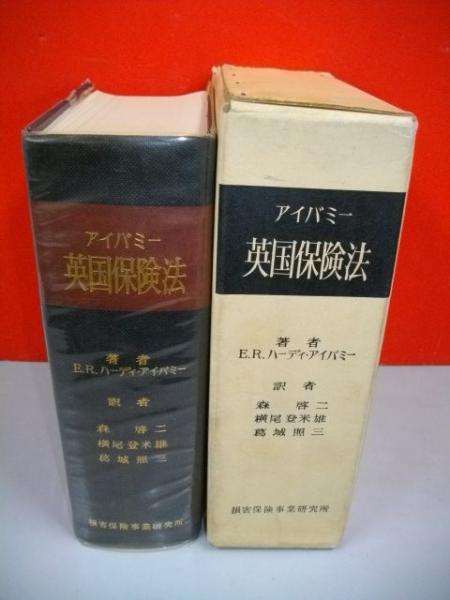 アイバミー
英国保険法
著者
E.R.ハーディ・アイバミー
訳者
森啓二
横尾登米雄
葛城照三
損害保険事業研究所
アイバミー
英国保険法
著者
E.R.ハーディ・アイバミー
訳者
森啓二
横尾登米雄
葛城照三
損害保険事業研究所